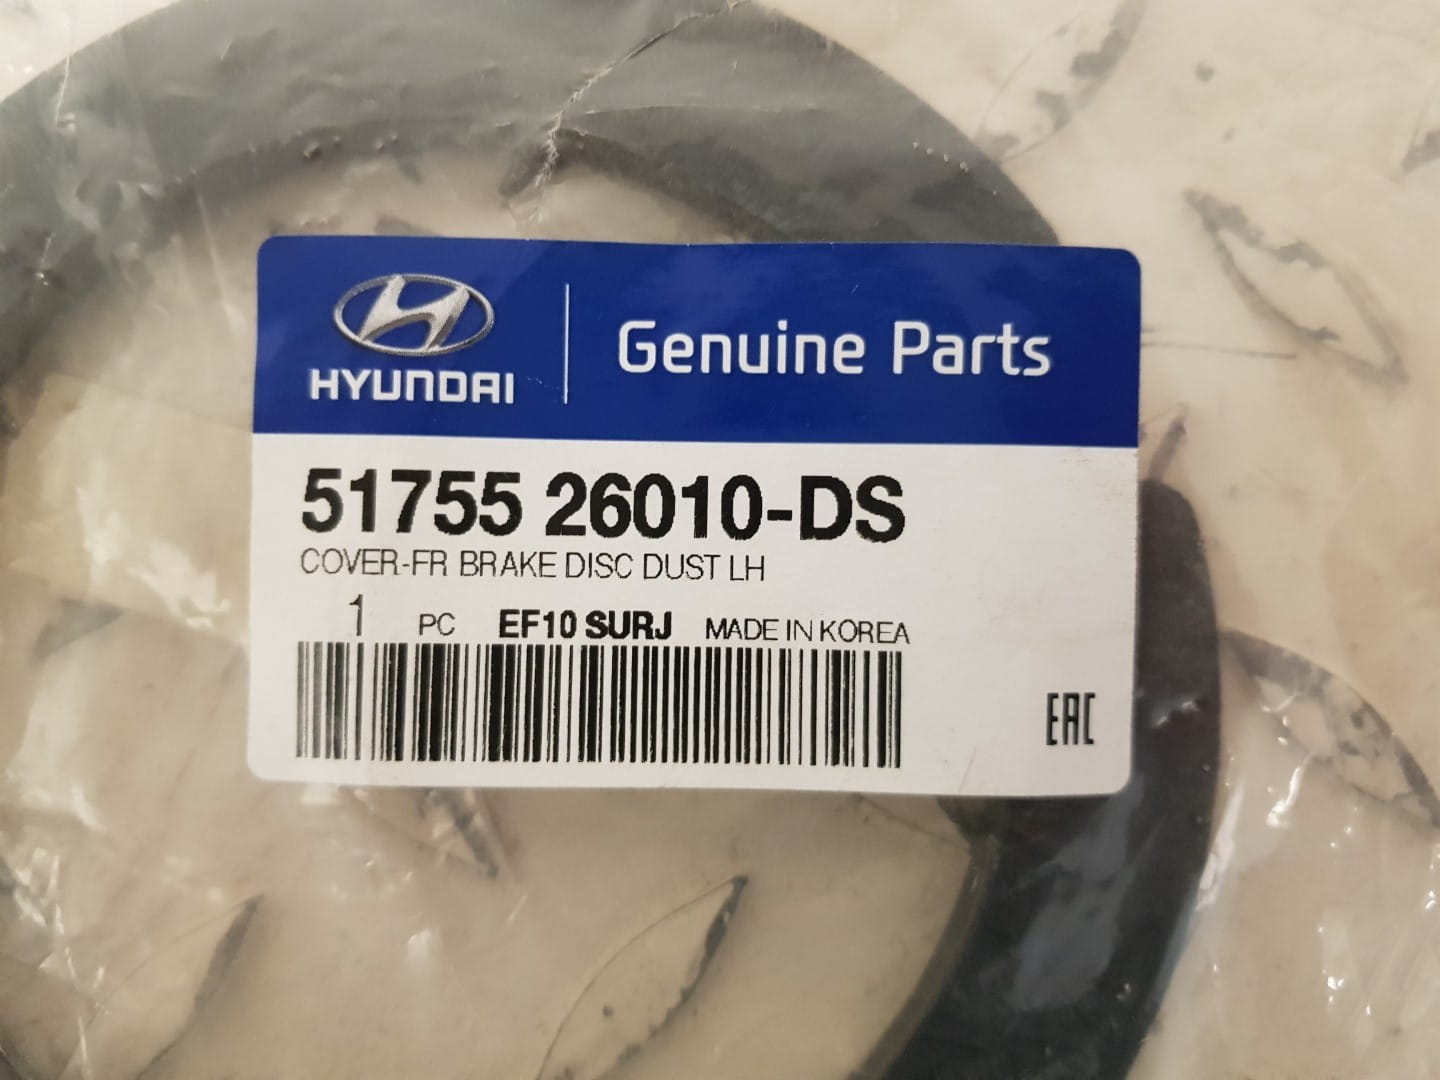 HYUNDAI
Genuine Parts
51755 26010-DS
COVER-FR BRAKE DISC DUST LH
1 PC EF10 SURJ MADE IN KOREA
EAC